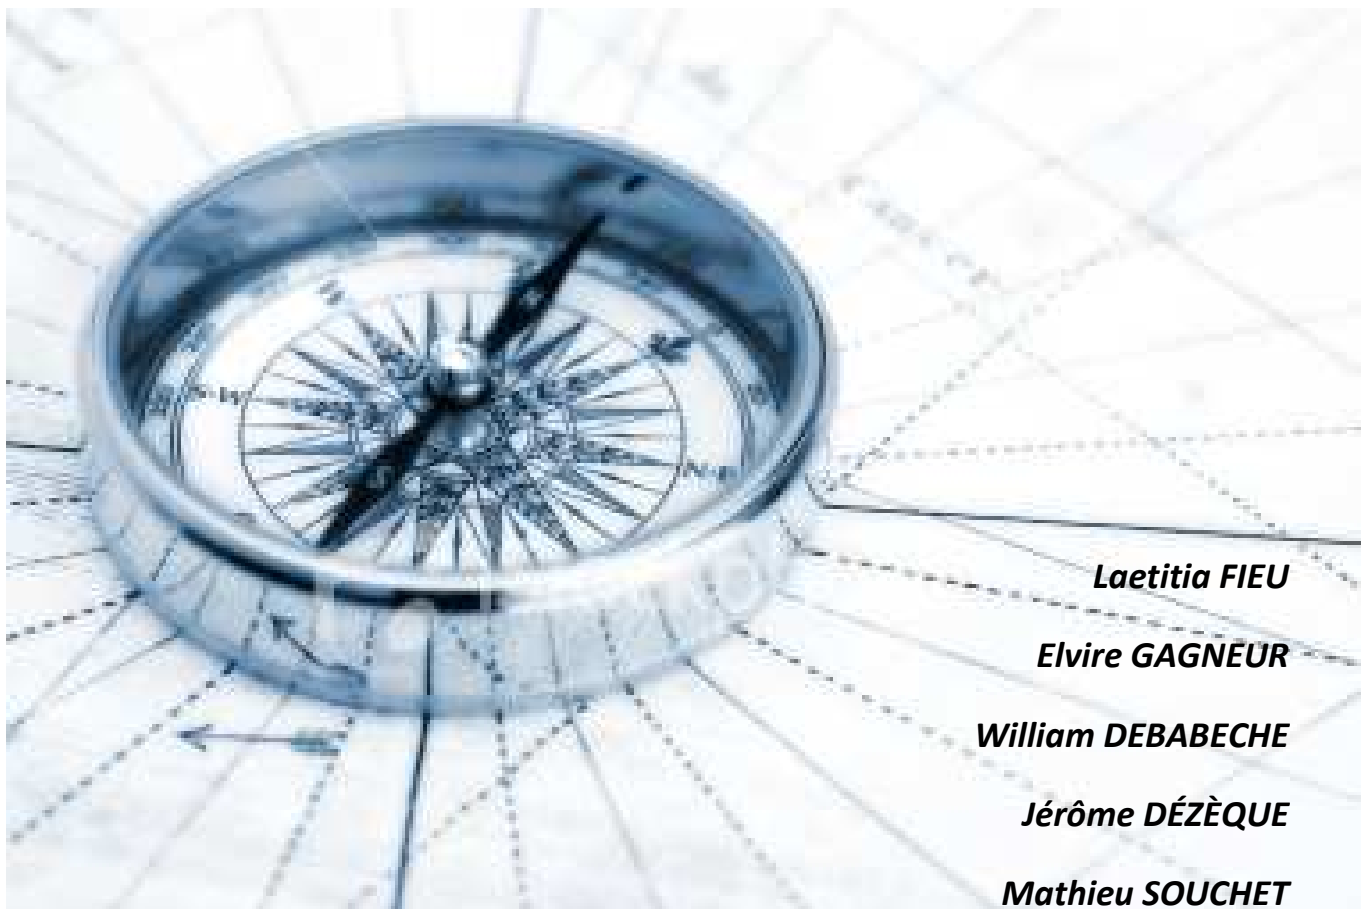 W
S-W
N-E
S
Laetitia FIEU
Elvire GAGNEUR
William DEBABECHE
Jérôme DÉZÈQUE
Mathieu SOUCHET